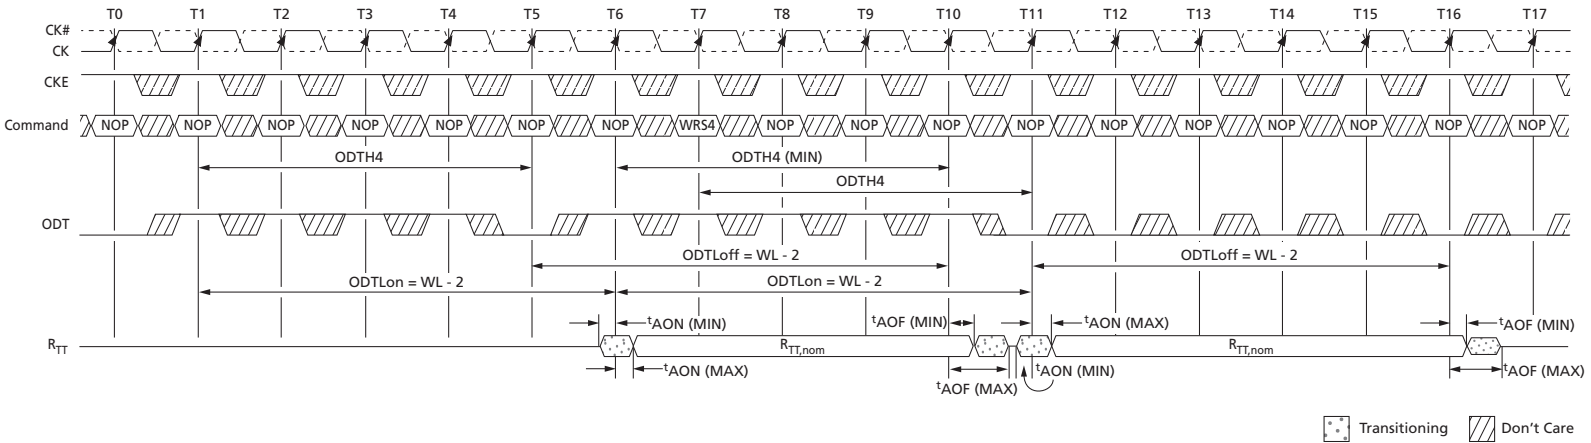 T0 T1 T2 T3 T4 T5 T6 T7 T8 T9 T10 T11 T12 T13 T14 T15 T16 T17
CK#
CK
CKE
Command NOP NOP NOP NOP NOP NOP NOP WRS4 NOP NOP NOP NOP NOP NOP NOP NOP NOP NOP
ODTH4 ODTH4 (MIN)
ODTH4
ODT
ODTLoff = WL - 2 ODTLoff = WL - 2
ODTLon = WL - 2 ODTLon = WL - 2
tAON (MIN) tAOF (MIN) tAON (MAX) tAOF (MIN)
RTT RTT,nom RTT,nom
tAON (MAX) tAON (MIN) tAOF (MAX)
tAOF (MAX)
Transitioning Don't Care